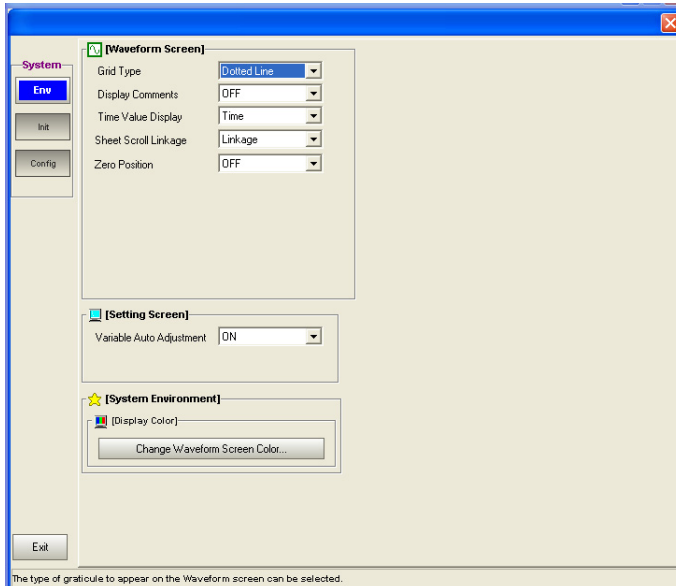 System
Env
Init
Config
[Waveform Screen]
Grid Type Dotted Line
Display Comments OFF
Time Value Display Time
Sheet Scroll Linkage Linkage
Zero Position OFF
[Setting Screen]
Variable Auto Adjustment ON
[System Environment]
[Display Color]
Change Waveform Screen Color...
Exit
The type of graticule to appear on the Waveform screen can be selected.